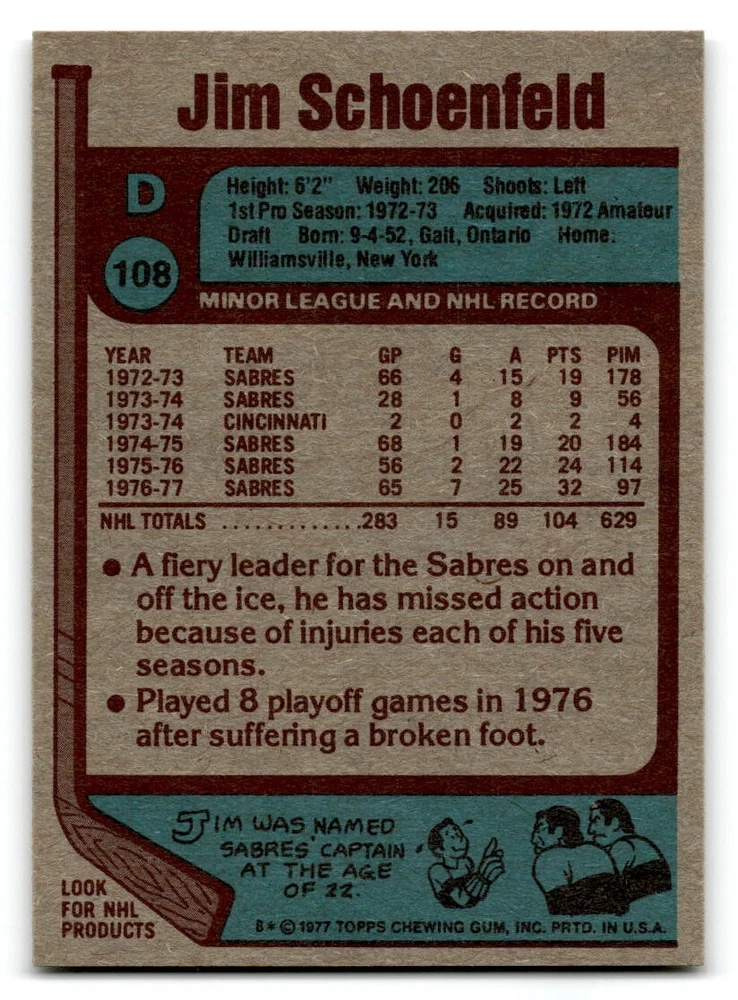 Jim Schoenfeld
D
108
Height: 6'2" Weight: 206 Shoots: Left
1st Pro Season: 1972-73 Acquired: 1972 Amateur
Draft Born: 9-4-52, Galt, Ontario Home:
Williamsville, New York
MINOR LEAGUE AND NHL RECORD
YEAR TEAM GP G A PTS PIM
1972-73 SABRES 66 4 15 19 178
1973-74 SABRES 28 1 8 9 56
1973-74 CINCINNATI 2 0 2 2 4
1974-75 SABRES 68 1 19 20 184
1975-76 SABRES 56 2 22 24 114
1976-77 SABRES 65 7 25 32 97
NHL TOTALS .............283 15 89 104 629
• A fiery leader for the Sabres on and
off the ice, he has missed action
because of injuries each of his five
seasons.
• Played 8 playoff games in 1976
after suffering a broken foot.
JIM WAS NAMED
SABRES' CAPTAIN
AT THE AGE
OF 22.
LOOK
FOR NHL
PRODUCTS
8*©1977 TOPPS CHEWING GUM, INC. PRTD. IN U.S.A.